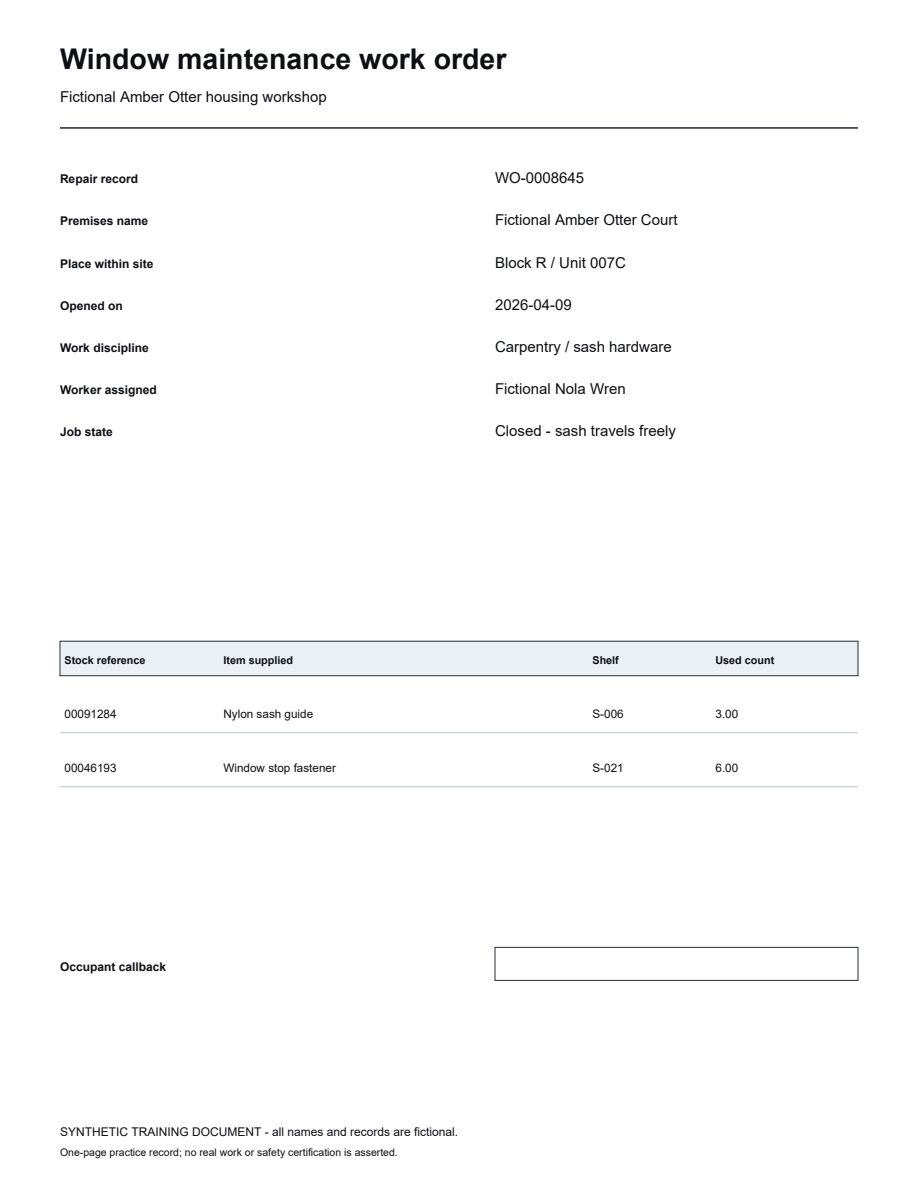 Window maintenance work order
Fictional Amber Otter housing workshop
Repair record WO-0008645
Premises name Fictional Amber Otter Court
Place within site Block R / Unit 007C
Opened on 2026-04-09
Work discipline Carpentry / sash hardware
Worker assigned Fictional Nola Wren
Job state Closed - sash travels freely
Stock reference Item supplied Shelf Used count
00091284 Nylon sash guide S-006 3.00
00046193 Window stop fastener S-021 6.00
Occupant callback
SYNTHETIC TRAINING DOCUMENT - all names and records are fictional.
One-page practice record; no real work or safety certification is asserted.